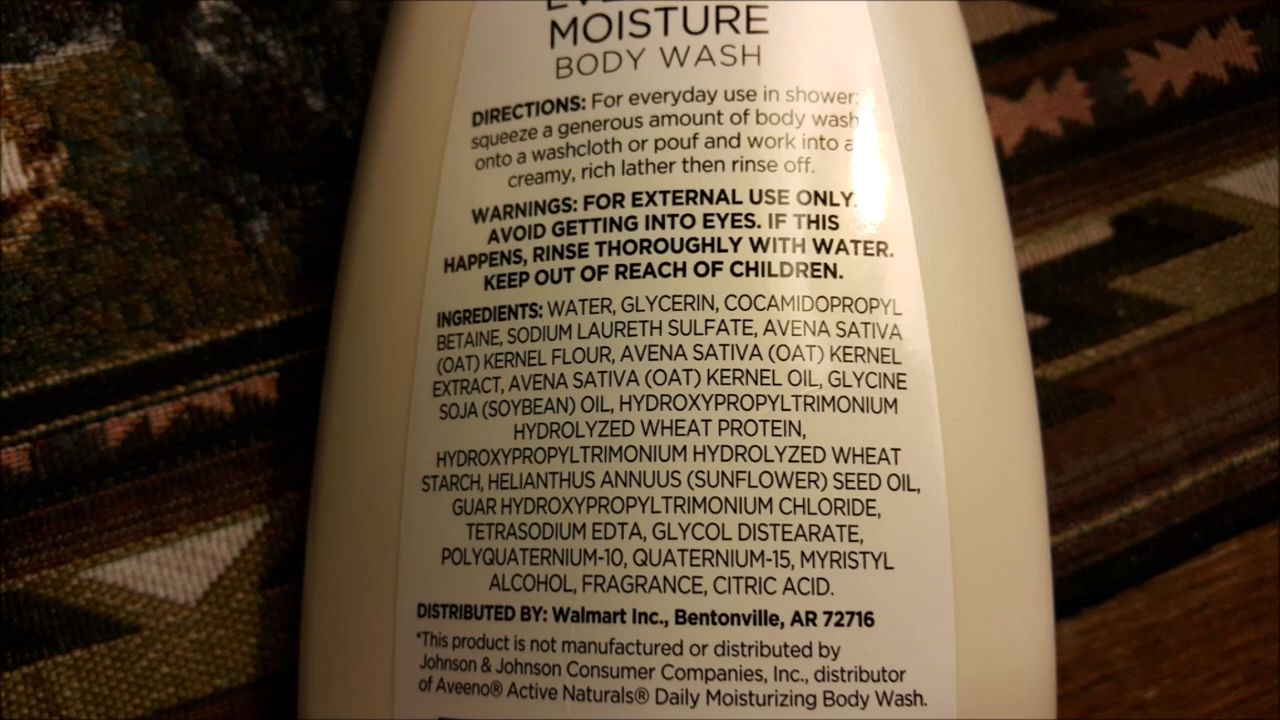 MOISTURE
BODY WASH
DIRECTIONS: For everyday use in shower:
squeeze a generous amount of body wash
onto a washcloth or pouf and work into a
creamy, rich lather then rinse off.
WARNINGS: FOR EXTERNAL USE ONLY.
AVOID GETTING INTO EYES. IF THIS
HAPPENS, RINSE THOROUGHLY WITH WATER.
KEEP OUT OF REACH OF CHILDREN.
INGREDIENTS: WATER, GLYCERIN, COCAMIDOPROPYL
BETAINE, SODIUM LAURETH SULFATE, AVENA SATIVA
(OAT) KERNEL FLOUR, AVENA SATIVA (OAT) KERNEL
EXTRACT, AVENA SATIVA (OAT) KERNEL OIL, GLYCINE
SOJA (SOYBEAN) OIL, HYDROXYPROPYLTRIMONIUM
HYDROLYZED WHEAT PROTEIN,
HYDROXYPROPYLTRIMONIUM HYDROLYZED WHEAT
STARCH, HELIANTHUS ANNUUS (SUNFLOWER) SEED OIL,
GUAR HYDROXYPROPYLTRIMONIUM CHLORIDE,
TETRASODIUM EDTA, GLYCOL DISTEARATE,
POLYQUATERNIUM-10, QUATERNIUM-15, MYRISTYL
ALCOHOL, FRAGRANCE, CITRIC ACID.
DISTRIBUTED BY: Walmart Inc., Bentonville, AR 72716
*This product is not manufactured or distributed by
Johnson & Johnson Consumer Companies, Inc., distributor
of Aveeno® Active Naturals® Daily Moisturizing Body Wash.